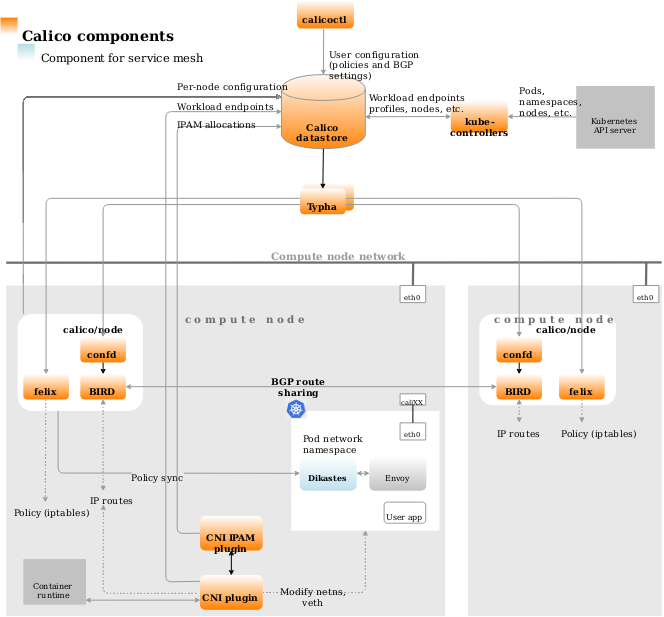 calicoctl
Calico components
Component for service mesh
User configuration
(policies and BGP
settings)
Per-node configuration
Workload endpoints
IPAM allocations
Calico
datastore
Workload endpoints
profiles, nodes, etc.
kube-
controllers
Pods,
namespaces,
nodes, etc.
Kubernetes
API server
Typha
Compute node network
eth0
eth0
compute node
compute node
calico/node
confd
felix
BIRD
calico/node
confd
BIRD
felix
BGP route
sharing
caliXX
eth0
IP routes
Policy (iptables)
Pod network
namespace
Dikastes
Envoy
User app
Policy sync
IP routes
Policy (iptables)
CNI IPAM
plugin
CNI plugin
Container
runtime
Modify netns,
veth